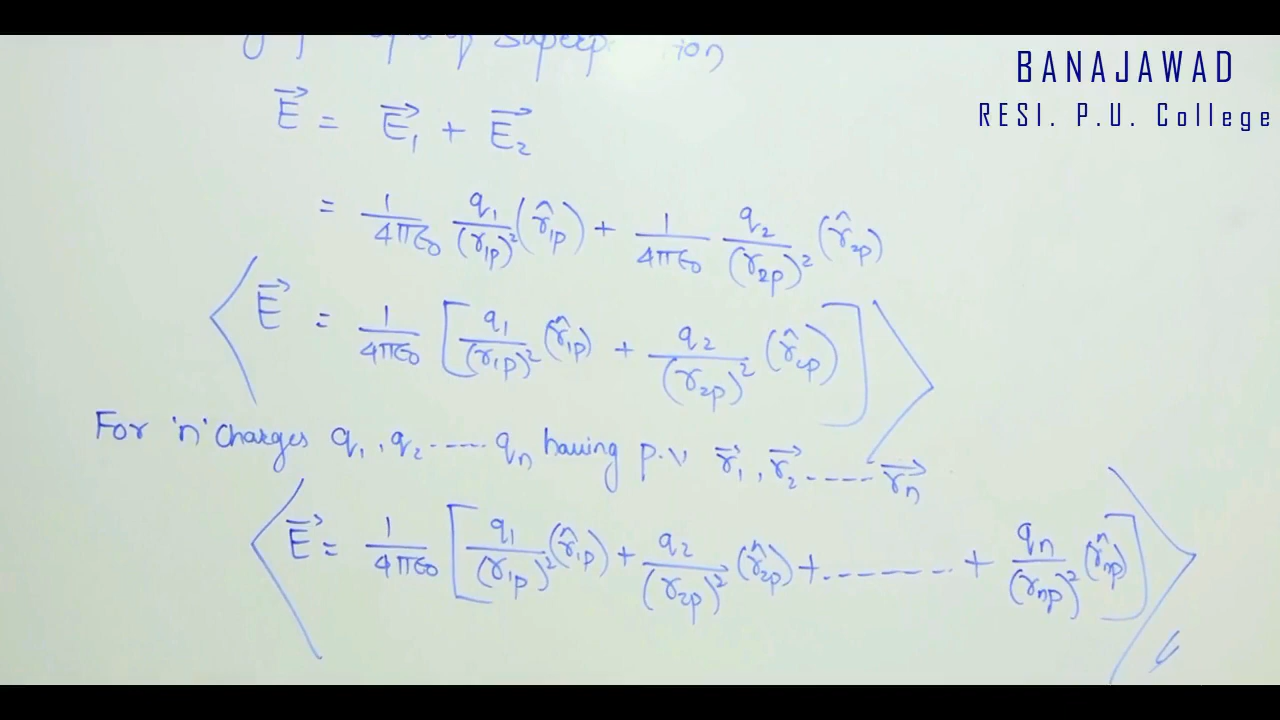 BANAJAWAD
RESI. P.U. College
E⃗ = E⃗₁ + E⃗₂
= 1/4πε₀ q₁/(r₁p)² (r̂₁p) + 1/4πε₀ q₂/(r₂p)² (r̂₂p)
E⃗ = 1/4πε₀ [ q₁/(r₁p)² (r̂₁p) + q₂/(r₂p)² (r̂₂p) ]
For 'n' Charges q₁, q₂ ------ qₙ having p.v r⃗₁, r⃗₂ ------ r⃗ₙ
E⃗ = 1/4πε₀ [ q₁/(r₁p)² (r̂₁p) + q₂/(r₂p)² (r̂₂p) + --------- + qₙ/(rₙp)² (r̂ₙp) ]